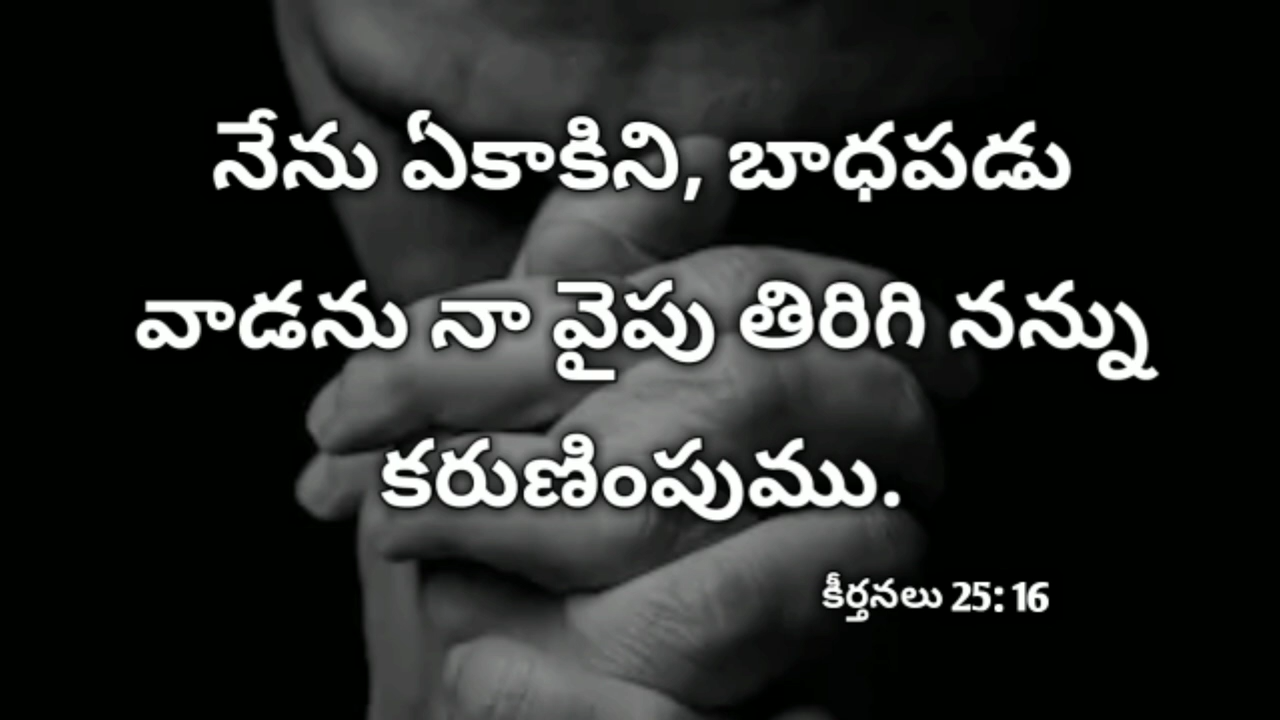 నేను ఏకాకిని, బాధపడు
వాడను నా వైపు తిరిగి నన్ను
కరుణింపుము.
కీర్తనలు 25: 16